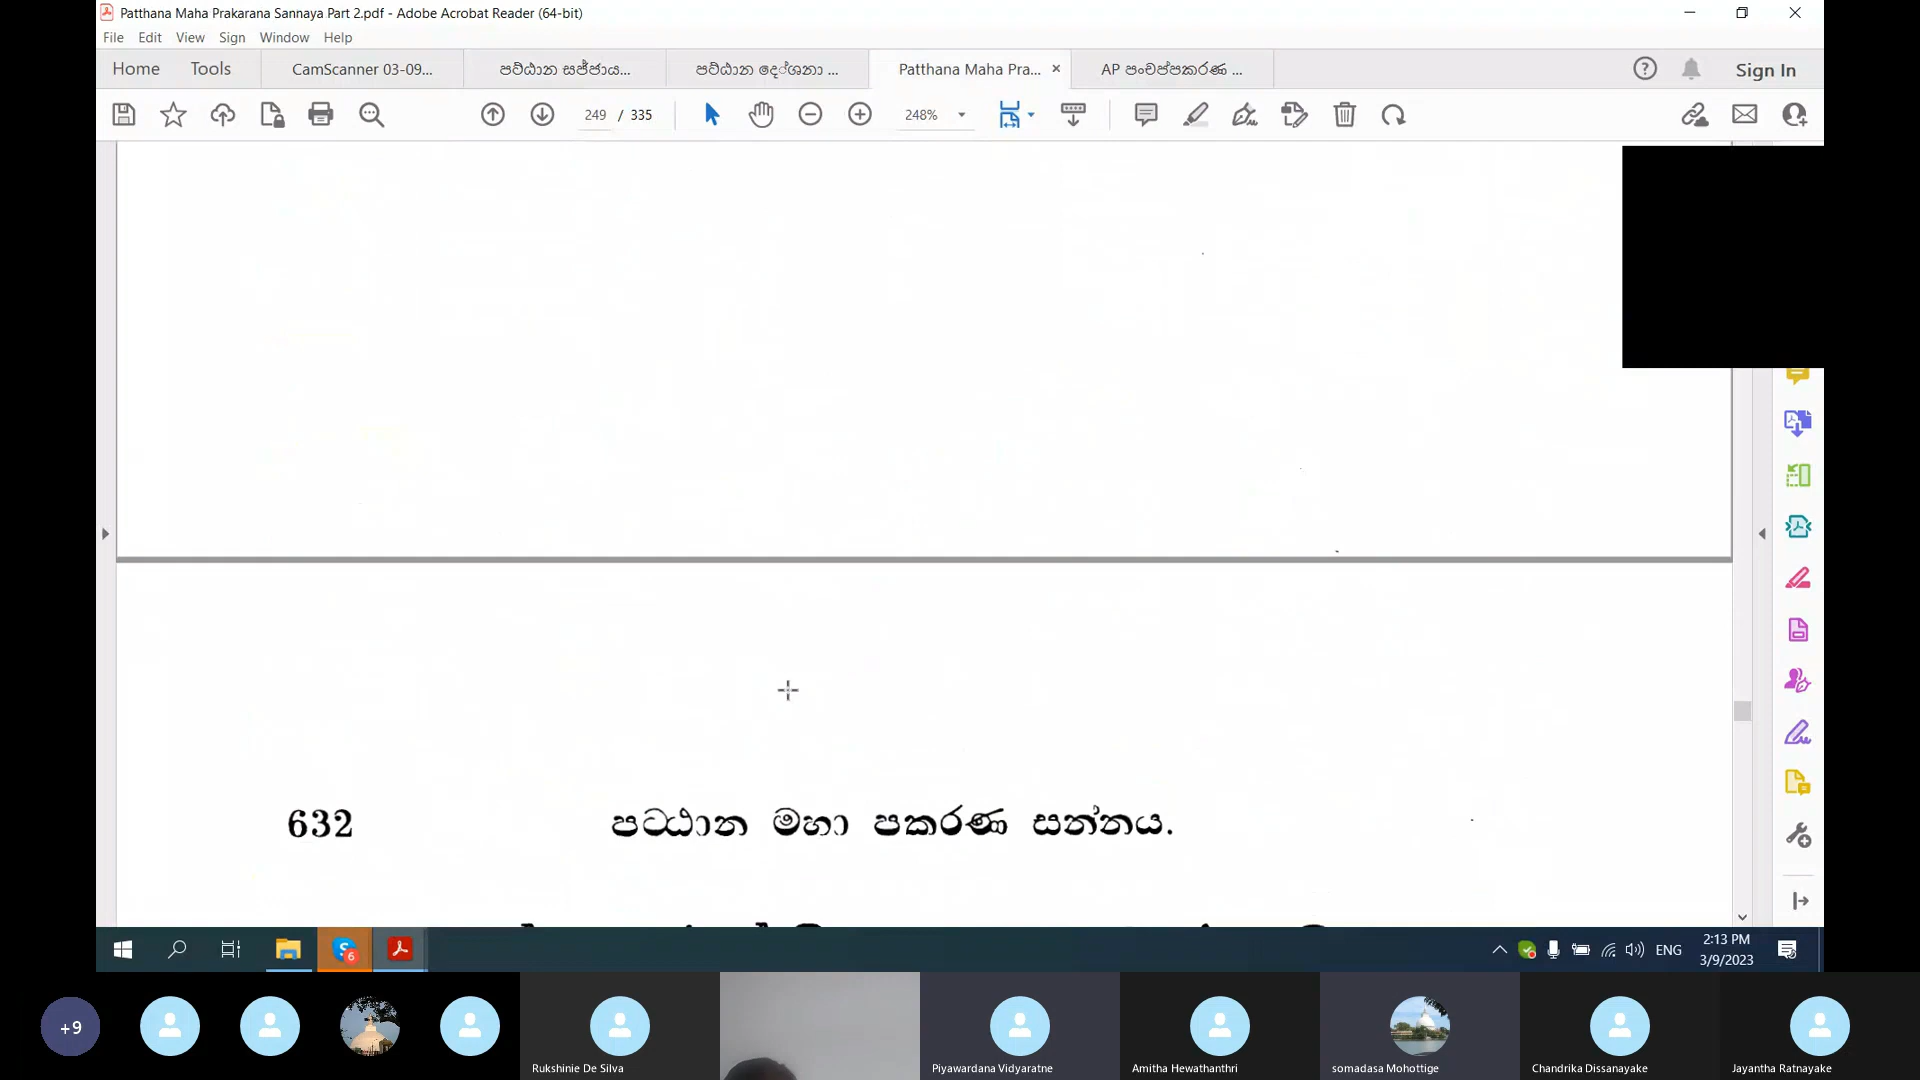 Patthana Maha Prakarana Sannaya Part 2.pdf - Adobe Acrobat Reader (64-bit)
File Edit View Sign Window Help
Home Tools CamScanner 03-09... පට්ඨාන සජ්ඣාය... පට්ඨාන දේශනා ... Patthana Maha Pra... AP පංචප්පකරණ ... Sign In
249 / 335 248%
632 පටඨාන මහා පකරණ සන්නය.
6 ENG 2:13 PM
3/9/2023
+9
Rukshinie De Silva Piyawardana Vidyaratne Amitha Hewathanthri somadasa Mohottige Chandrika Dissanayake Jayantha Ratnayake